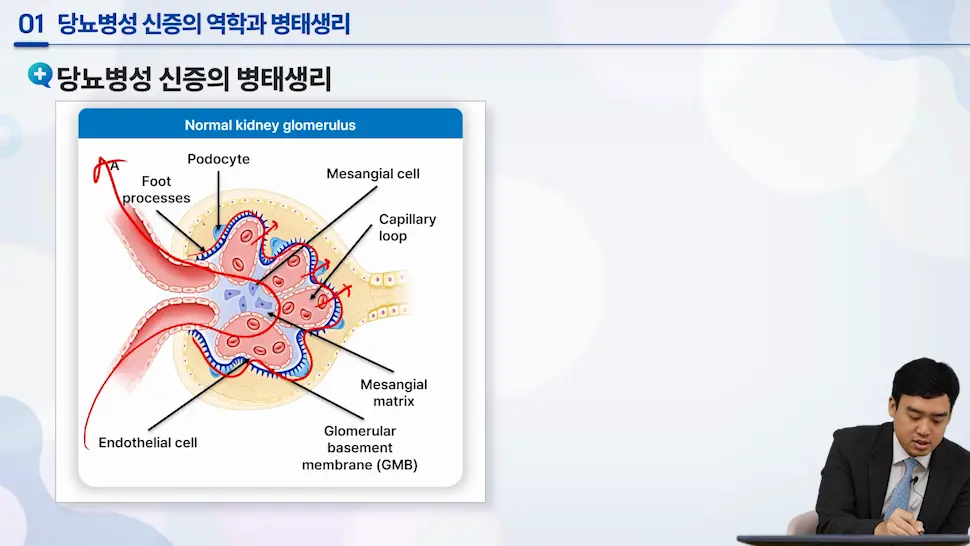 01 당뇨병성 신증의 역학과 병태생리
당뇨병성 신증의 병태생리
Normal kidney glomerulus
A
Podocyte
Foot
processes
Mesangial cell
Capillary
loop
Mesangial
matrix
Endothelial cell
Glomerular
basement
membrane (GMB)